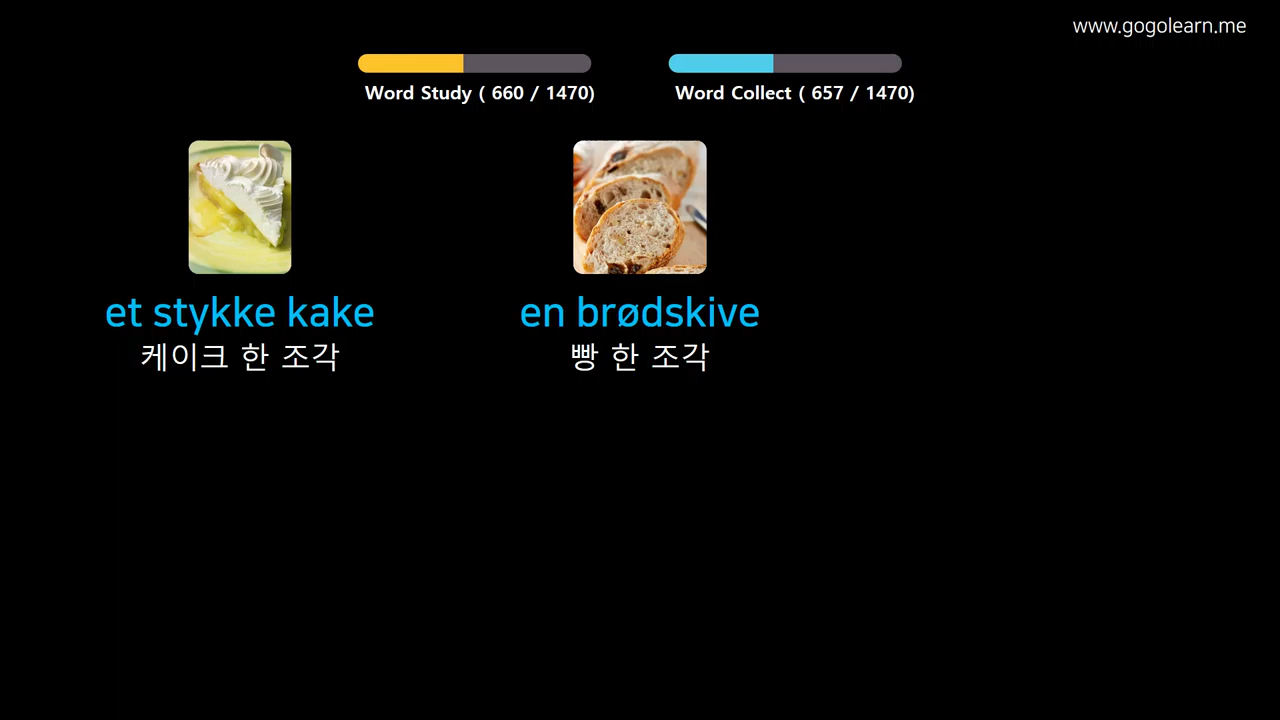 www.gogolearn.me
Word Study ( 660 / 1470)
Word Collect ( 657 / 1470)
et stykke kake
케이크 한 조각
en brødskive
빵 한 조각